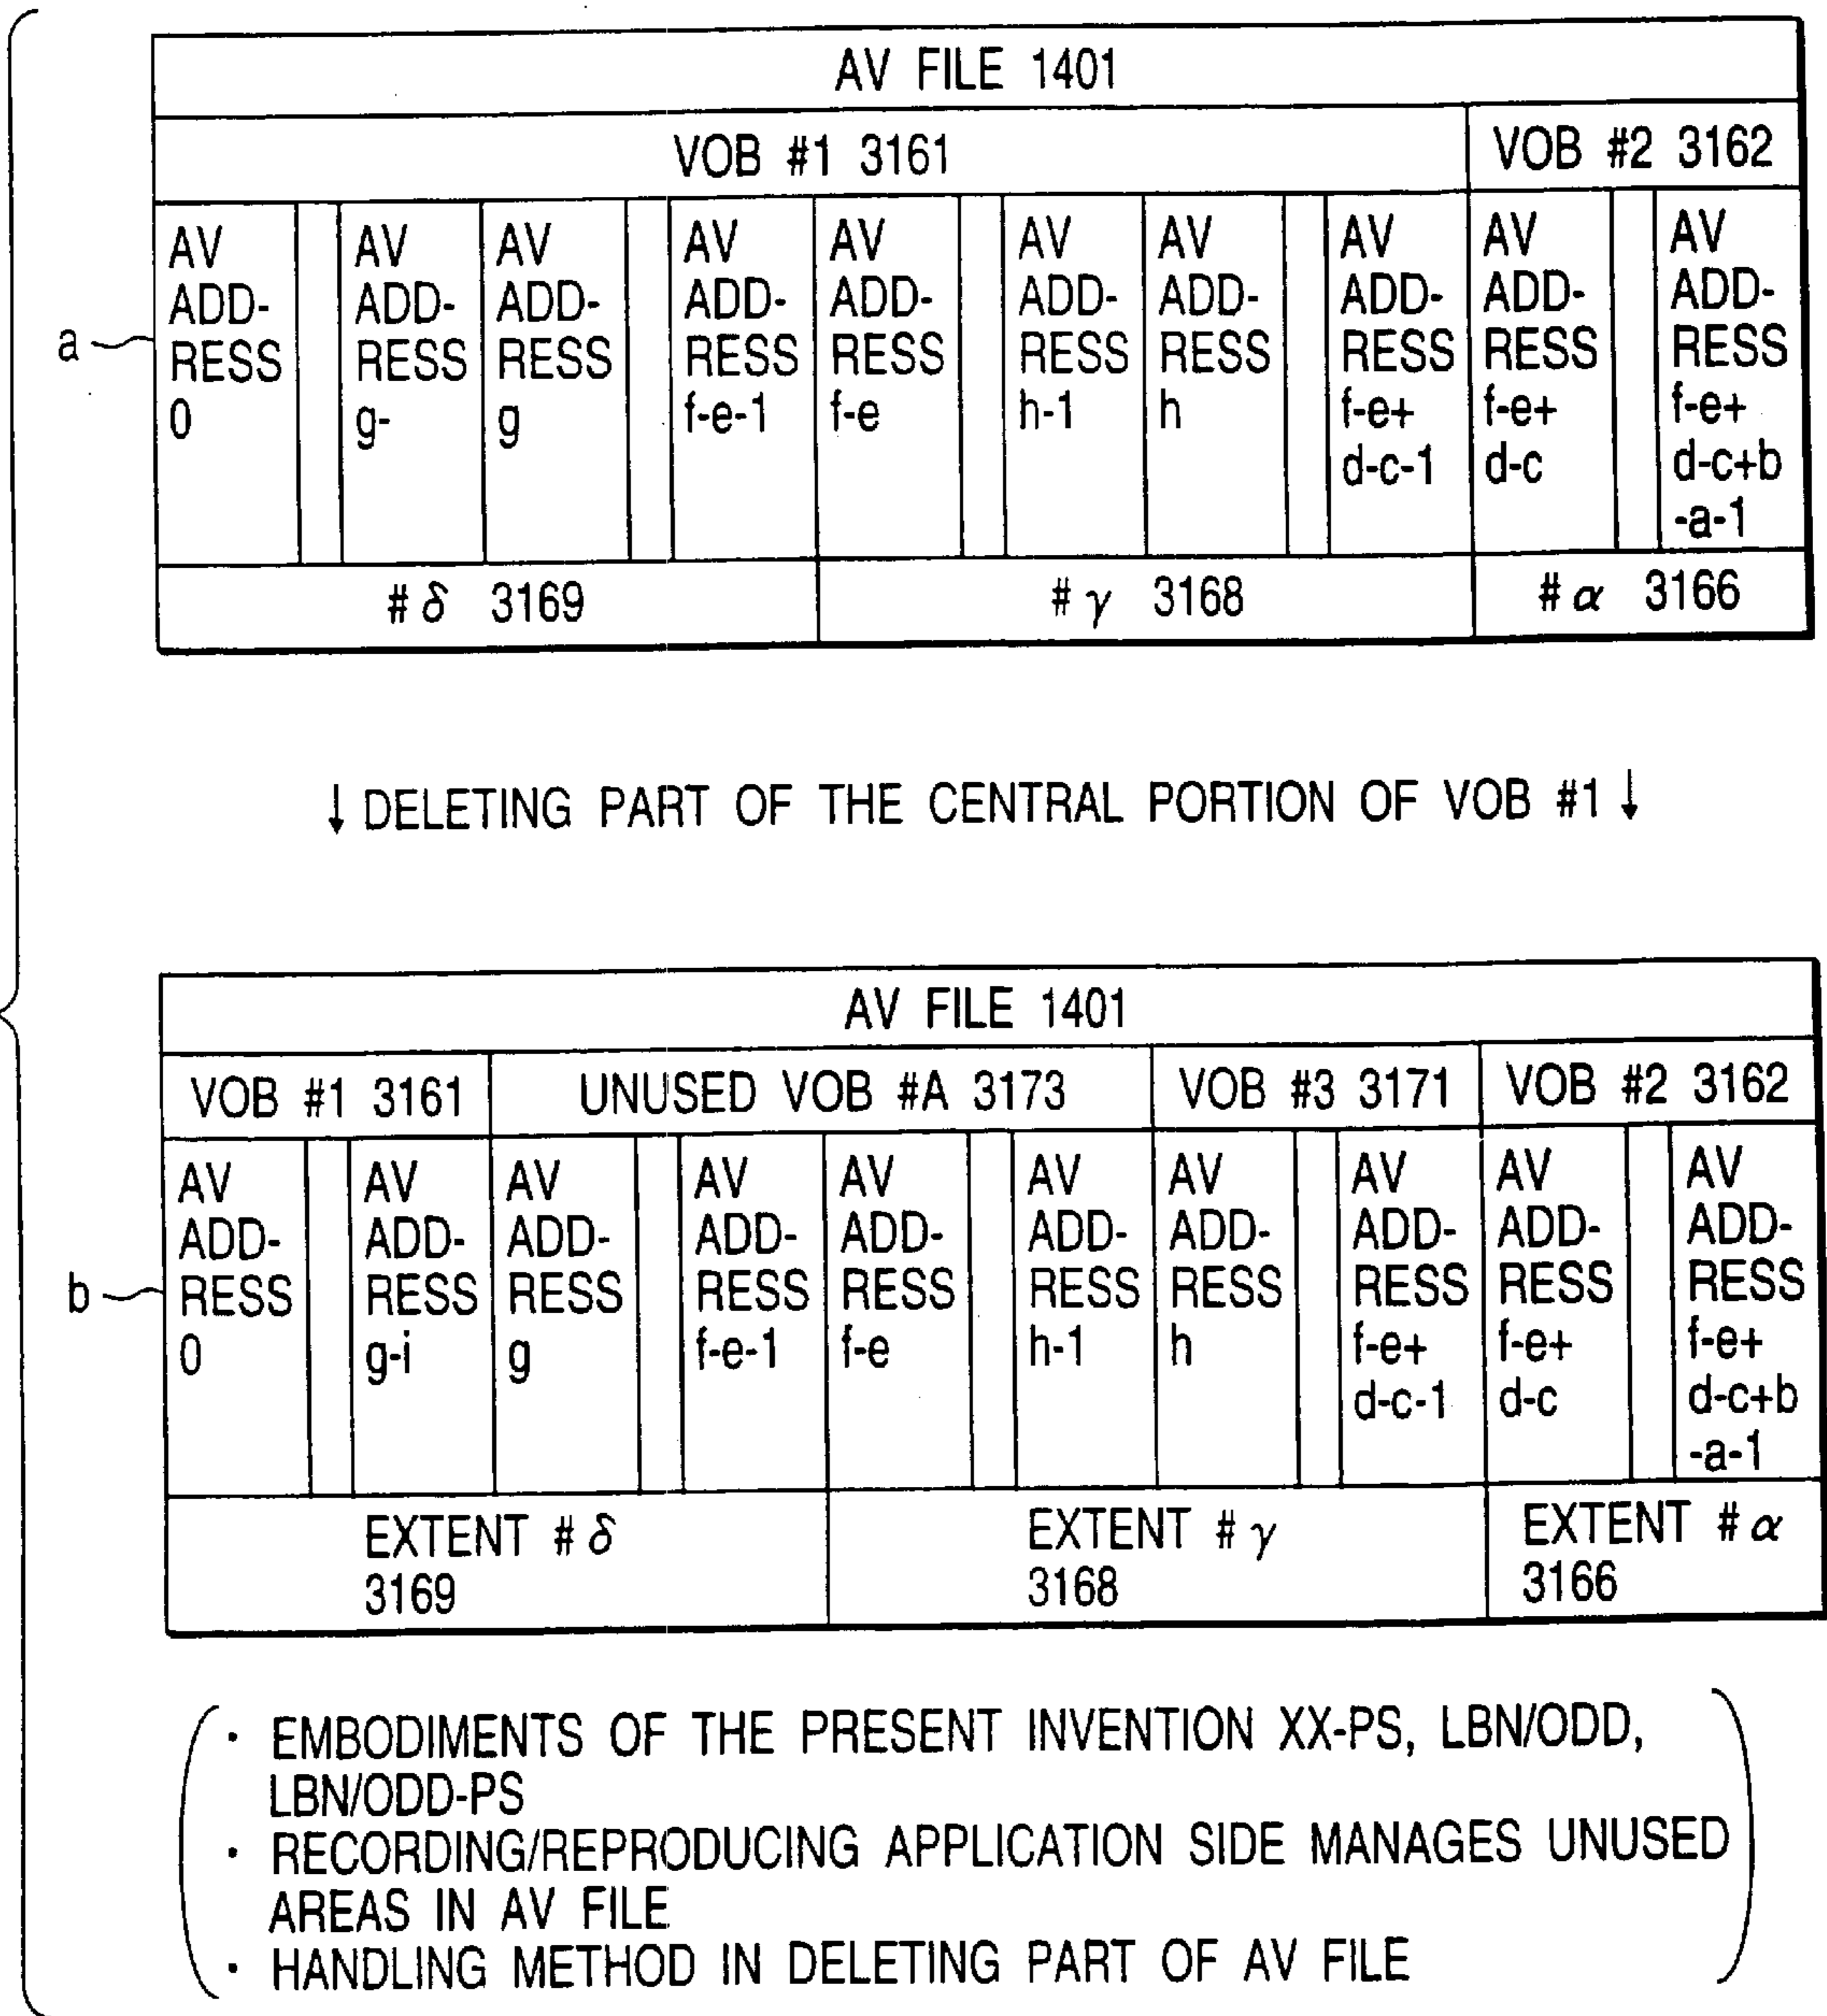 AV FILE 1401
VOB #1 3161
VOB #2 3162
AV
ADD-
RESS
0
AV
ADD-
RESS
g-
AV
ADD-
RESS
g
AV
ADD-
RESS
f-e-1
AV
ADD-
RESS
f-e
AV
ADD-
RESS
h-1
AV
ADD-
RESS
h
AV
ADD-
RESS
f-e+
d-c-1
AV
ADD-
RESS
f-e+
d-c
AV
ADD-
RESS
f-e+
d-c+b
-a-1
a
# δ 3169
# γ 3168
# α 3166
↓ DELETING PART OF THE CENTRAL PORTION OF VOB #1 ↓
AV FILE 1401
VOB #1 3161
UNUSED VOB #A 3173
VOB #3 3171
VOB #2 3162
AV
ADD-
RESS
0
AV
ADD-
RESS
g-i
AV
ADD-
RESS
g
AV
ADD-
RESS
f-e-1
AV
ADD-
RESS
f-e
AV
ADD-
RESS
h-1
AV
ADD-
RESS
h
AV
ADD-
RESS
f-e+
d-c-1
AV
ADD-
RESS
f-e+
d-c
AV
ADD-
RESS
f-e+
d-c+b
-a-1
b
EXTENT # δ
3169
EXTENT # γ
3168
EXTENT # α
3166
· EMBODIMENTS OF THE PRESENT INVENTION XX-PS, LBN/ODD,
LBN/ODD-PS
· RECORDING/REPRODUCING APPLICATION SIDE MANAGES UNUSED
AREAS IN AV FILE
· HANDLING METHOD IN DELETING PART OF AV FILE